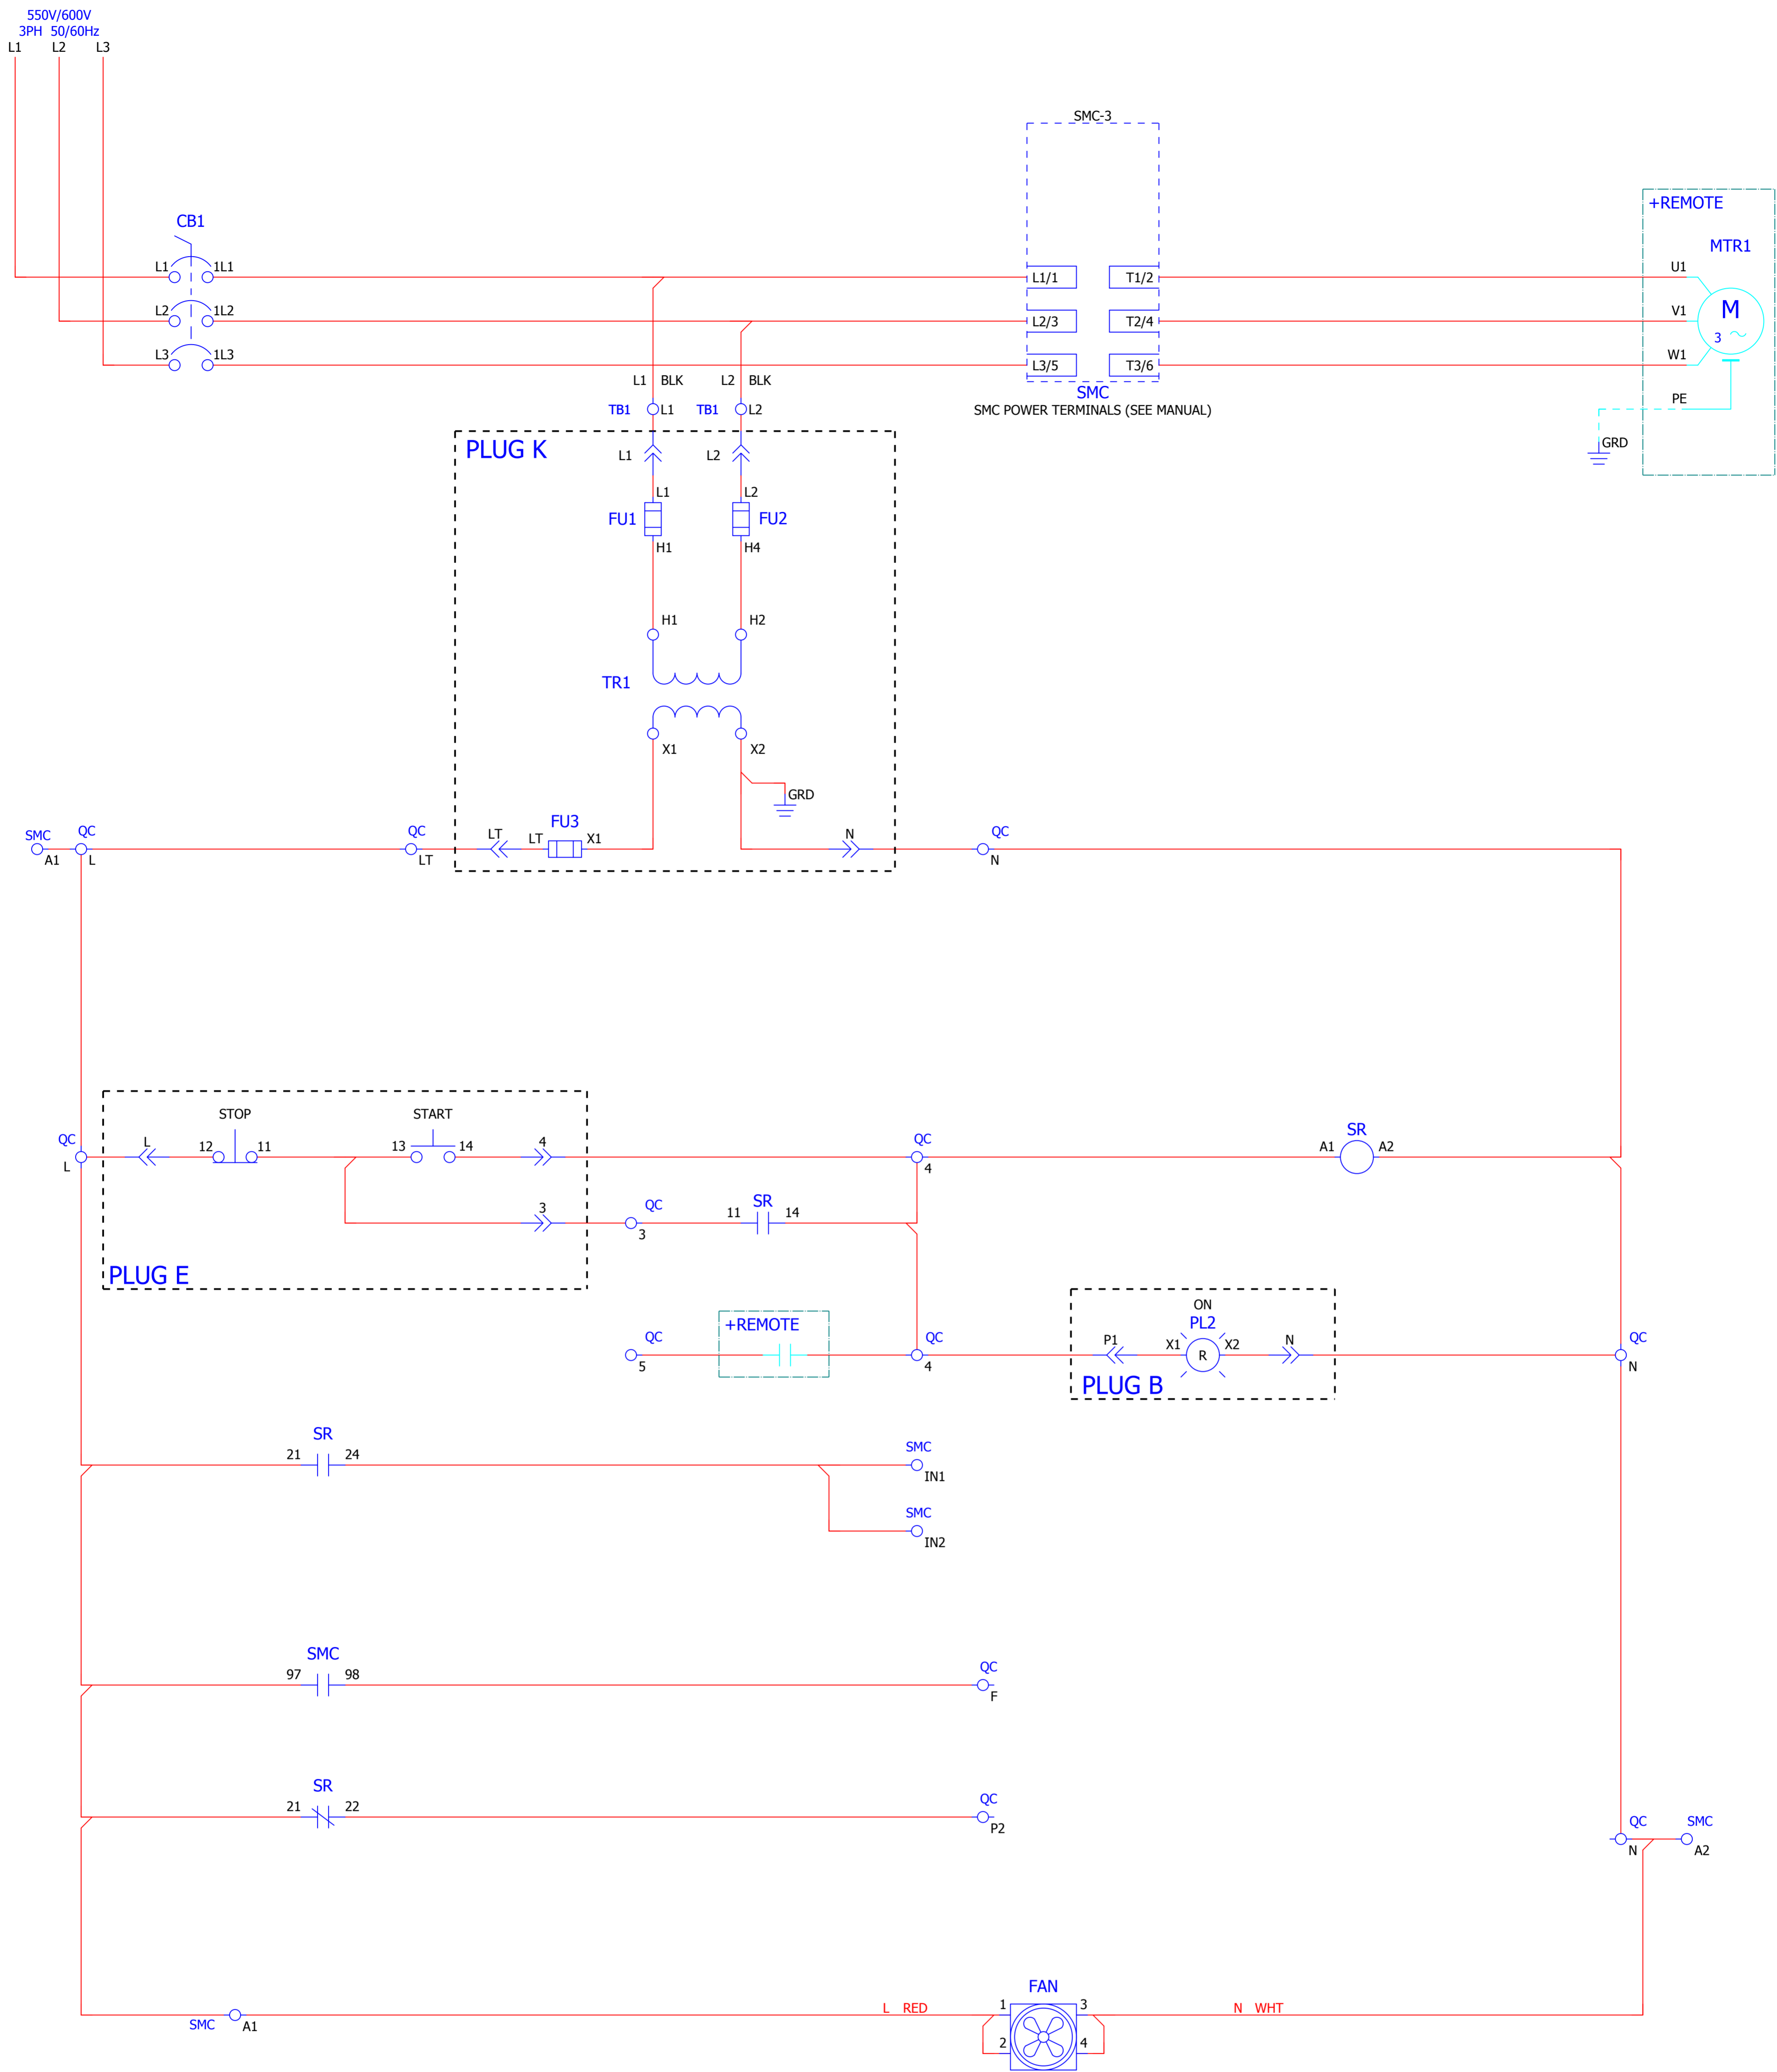 550V/600V
3PH 50/60Hz
L1 L2 L3
SMC-3
+REMOTE
CB1
MTR1
L1 1L1 L1/1 T1/2 U1
L2 1L2 L2/3 T2/4 V1
M
3
L3 1L3 L3/5 T3/6 W1
L1 BLK L2 BLK
SMC
TB1 L1 TB1 L2
SMC POWER TERMINALS (SEE MANUAL)
PE
GRD
PLUG K
L1 L2
L1 L2
FU1 FU2
H1 H4
H1 H2
TR1
X1 X2
GRD
SMC QC QC FU3 QC
LT LT X1 N
A1 L LT N
STOP START
QC L 12 11 13 14 4 QC SR
L 4 A1 A2
3 QC 11 SR 14
3
PLUG E
+REMOTE
ON
PL2
QC QC P1 X1 R X2 N QC
5 4 N
PLUG B
SR
21 24
SMC
IN1
SMC
IN2
SMC
97 98
QC
F
SR
21 22
QC
P2
QC SMC
N A2
FAN
L RED 1 3 N WHT
SMC A1
2 4